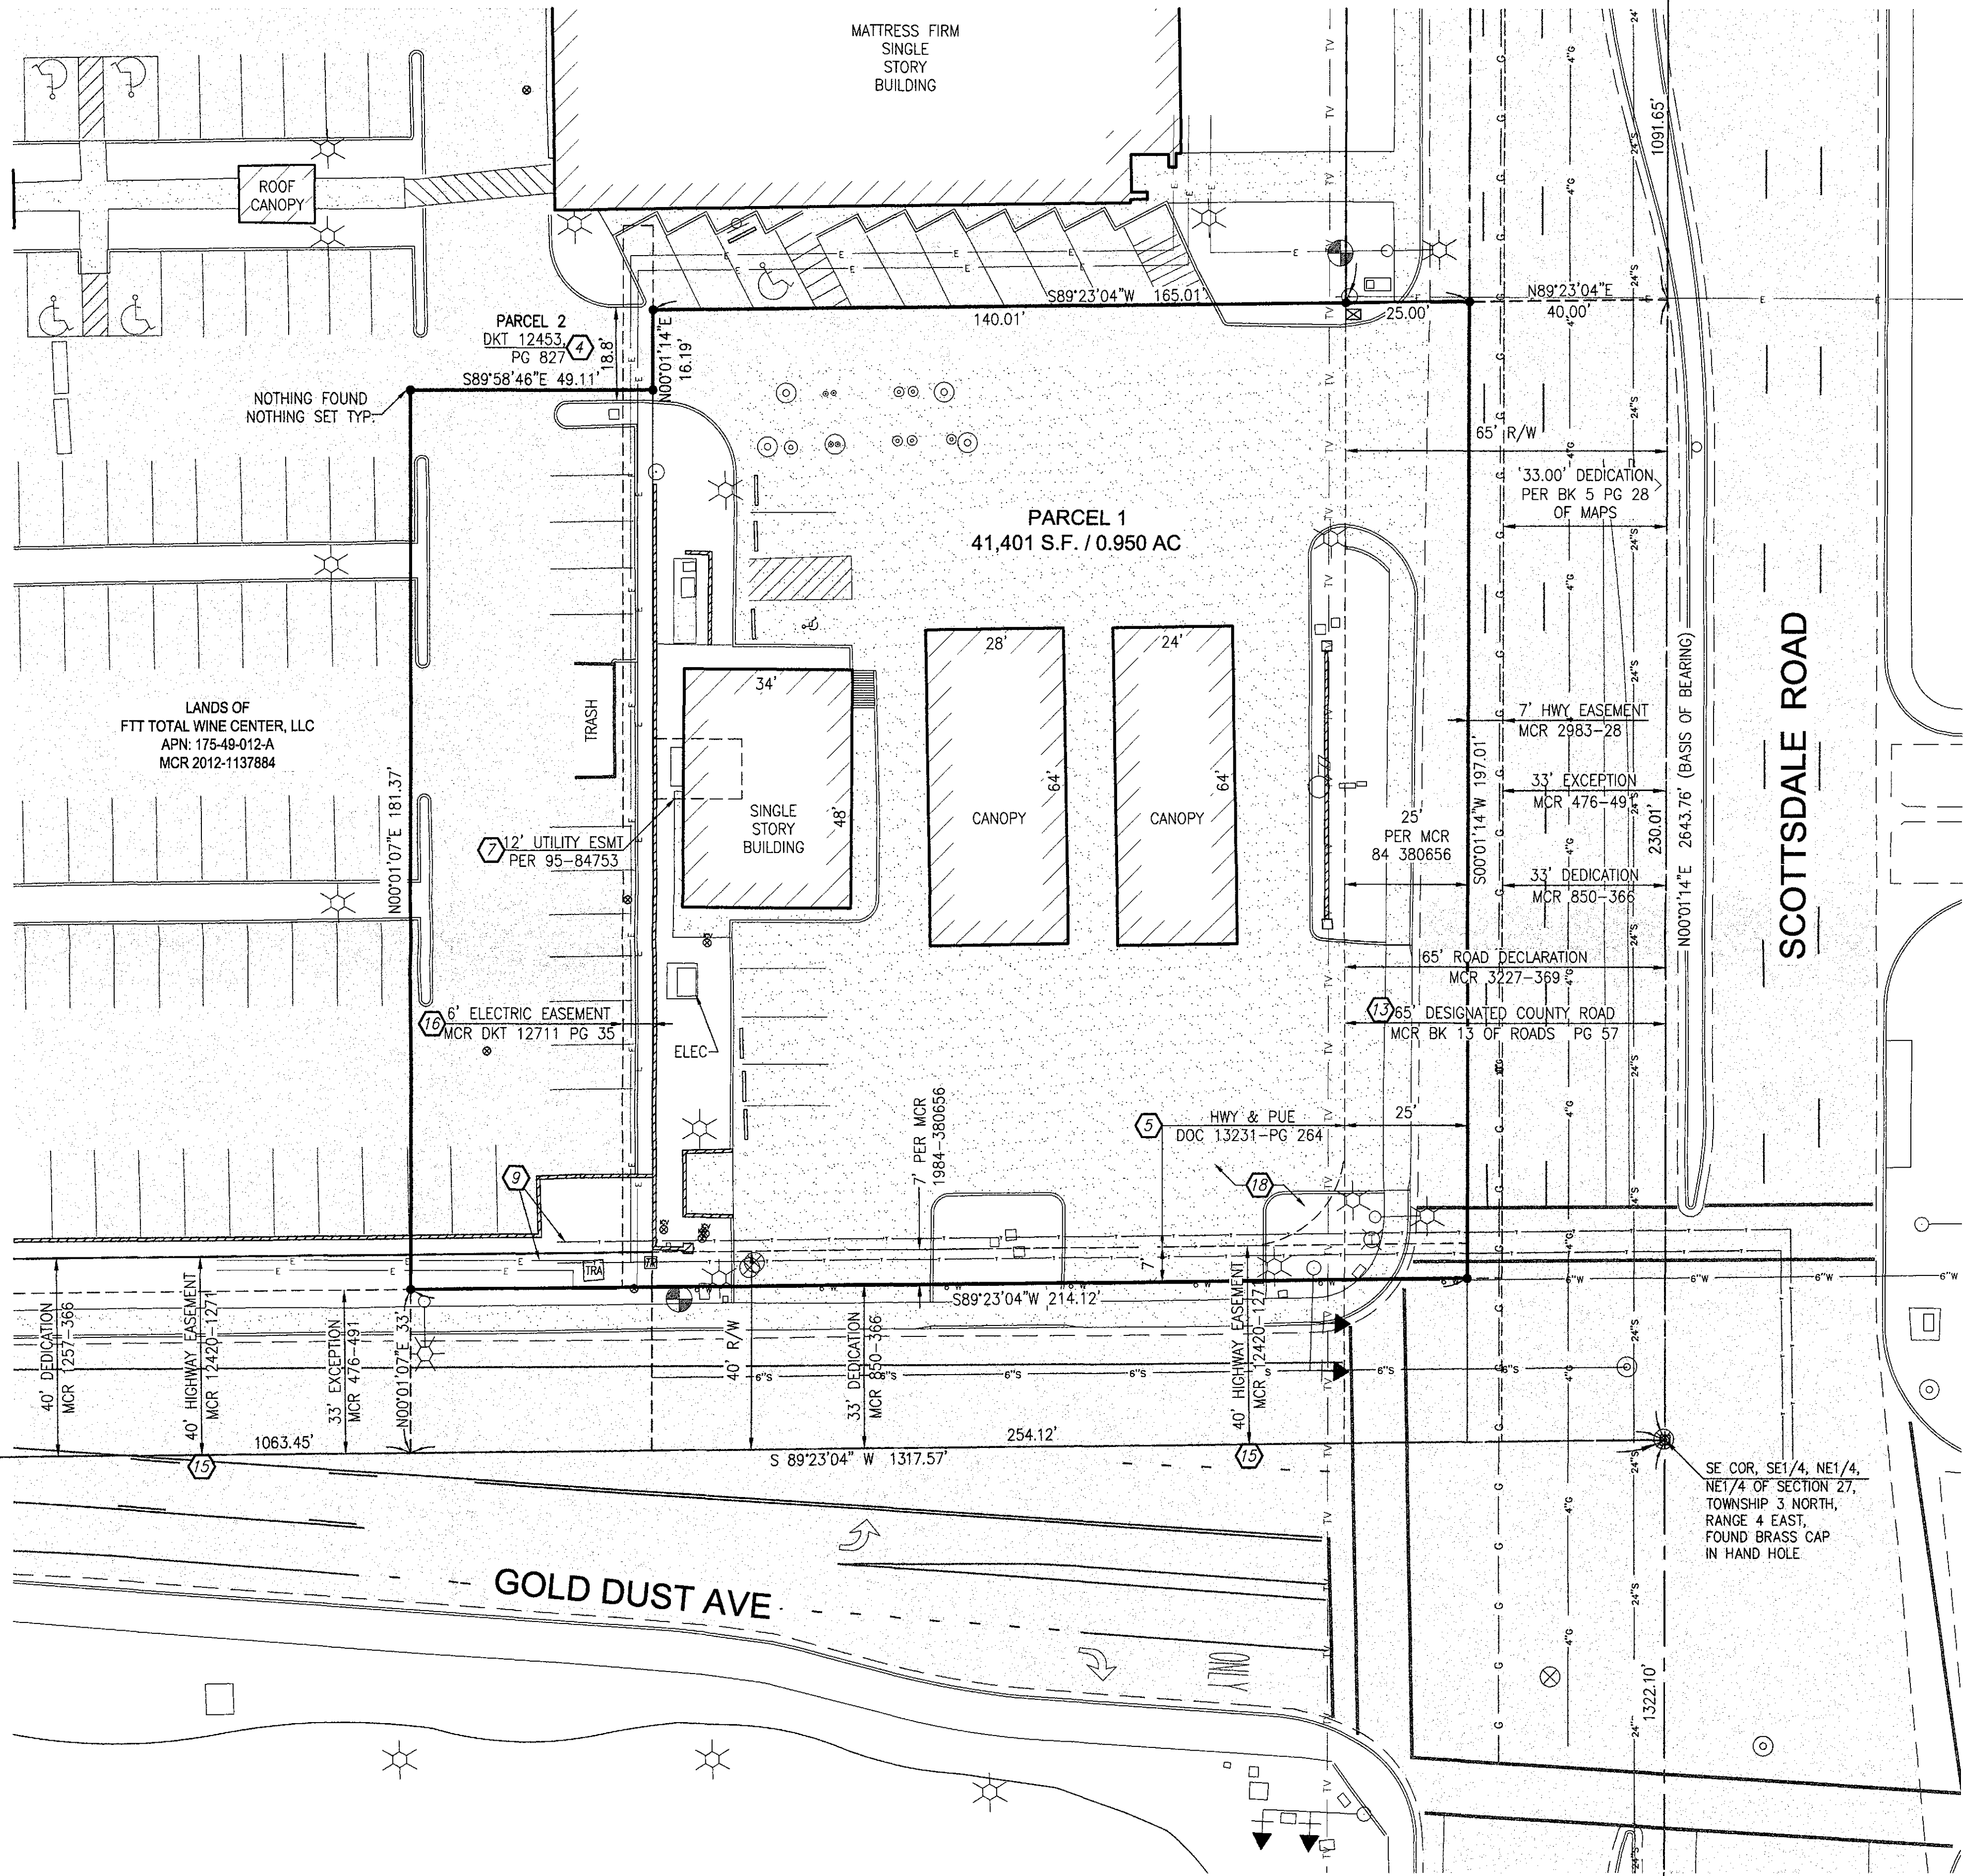 MATTRESS FIRM
SINGLE
STORY
BUILDING
ROOF
CANOPY
1091.65'
S89°23'04"W 165.01'
140.01'
25.00'
N89°23'04"E
40.00'
PARCEL 2
DKT 12453,
PG 827
4
18.8'
N00°01'14"E
16.19'
S89°58'46"E 49.11'
NOTHING FOUND
NOTHING SET TYP.
65' R/W
33.00' DEDICATION
PER BK 5 PG 28
OF MAPS
PARCEL 1
41,401 S.F. / 0.950 AC
28'
24'
34'
64'
64'
48'
CANOPY
CANOPY
SINGLE
STORY
BUILDING
TRASH
LANDS OF
FTT TOTAL WINE CENTER, LLC
APN: 175-49-012-A
MCR 2012-1137884
N00°01'07"E 181.37'
7
12' UTILITY ESMT
PER 95-84753
7' HWY EASEMENT
MCR 2983-28
33' EXCEPTION
MCR 476-491
25'
PER MCR
84 380656
S00°01'14"W 197.01'
230.01'
N00°01'14"E 2643.76' (BASIS OF BEARING)
SCOTTSDALE ROAD
33' DEDICATION
MCR 850-366
65' ROAD DECLARATION
MCR 3227-369
13
65' DESIGNATED COUNTY ROAD
MCR BK 13 OF ROADS PG 57
16
6' ELECTRIC EASEMENT
MCR DKT 12711 PG 35
ELEC
7' PER MCR
1984-380656
5
HWY & PUE
DOC 13231-PG 264
25'
18
9
7'
TRA
TR
S89°23'04"W 214.12'
40' DEDICATION
MCR 1257-366
40' HIGHWAY EASEMENT
MCR 12420-1271
33' EXCEPTION
MCR 476-491
N00°01'07"E 33'
40' R/W
33' DEDICATION
MCR 850-366
40' HIGHWAY EASEMENT
MCR 12420-1271
1063.45'
254.12'
S 89°23'04" W 1317.57'
15
15
SE COR, SE1/4, NE1/4,
NE1/4 OF SECTION 27,
TOWNSHIP 3 NORTH,
RANGE 4 EAST,
FOUND BRASS CAP
IN HAND HOLE
GOLD DUST AVE
ONLY
1322.10'
TV
E
G
4"G
24"S
6"S
6"W
T